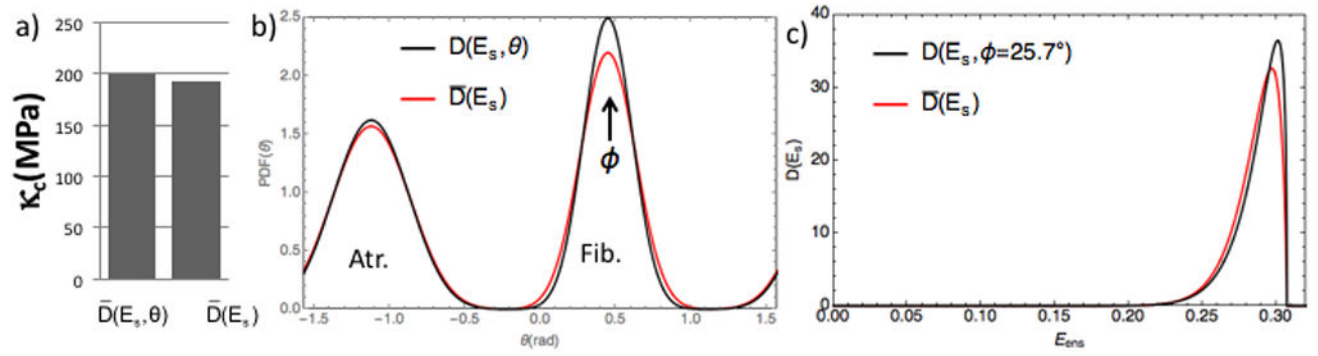 a)
κc(MPa)
250
200
150
100
50
0
D̅(Es,θ)
D̅(Es)
b)
PDF(θ)
2.5
2.0
1.5
1.0
0.5
0.0
D(Es,θ)
D̅(Es)
ϕ
Atr.
Fib.
-1.5
-1.0
-0.5
0.0
0.5
1.0
1.5
θ(rad)
c)
D(Es)
40
30
20
10
0
D(Es,ϕ=25.7°)
D̅(Es)
0.00
0.05
0.10
0.15
0.20
0.25
0.30
Eens